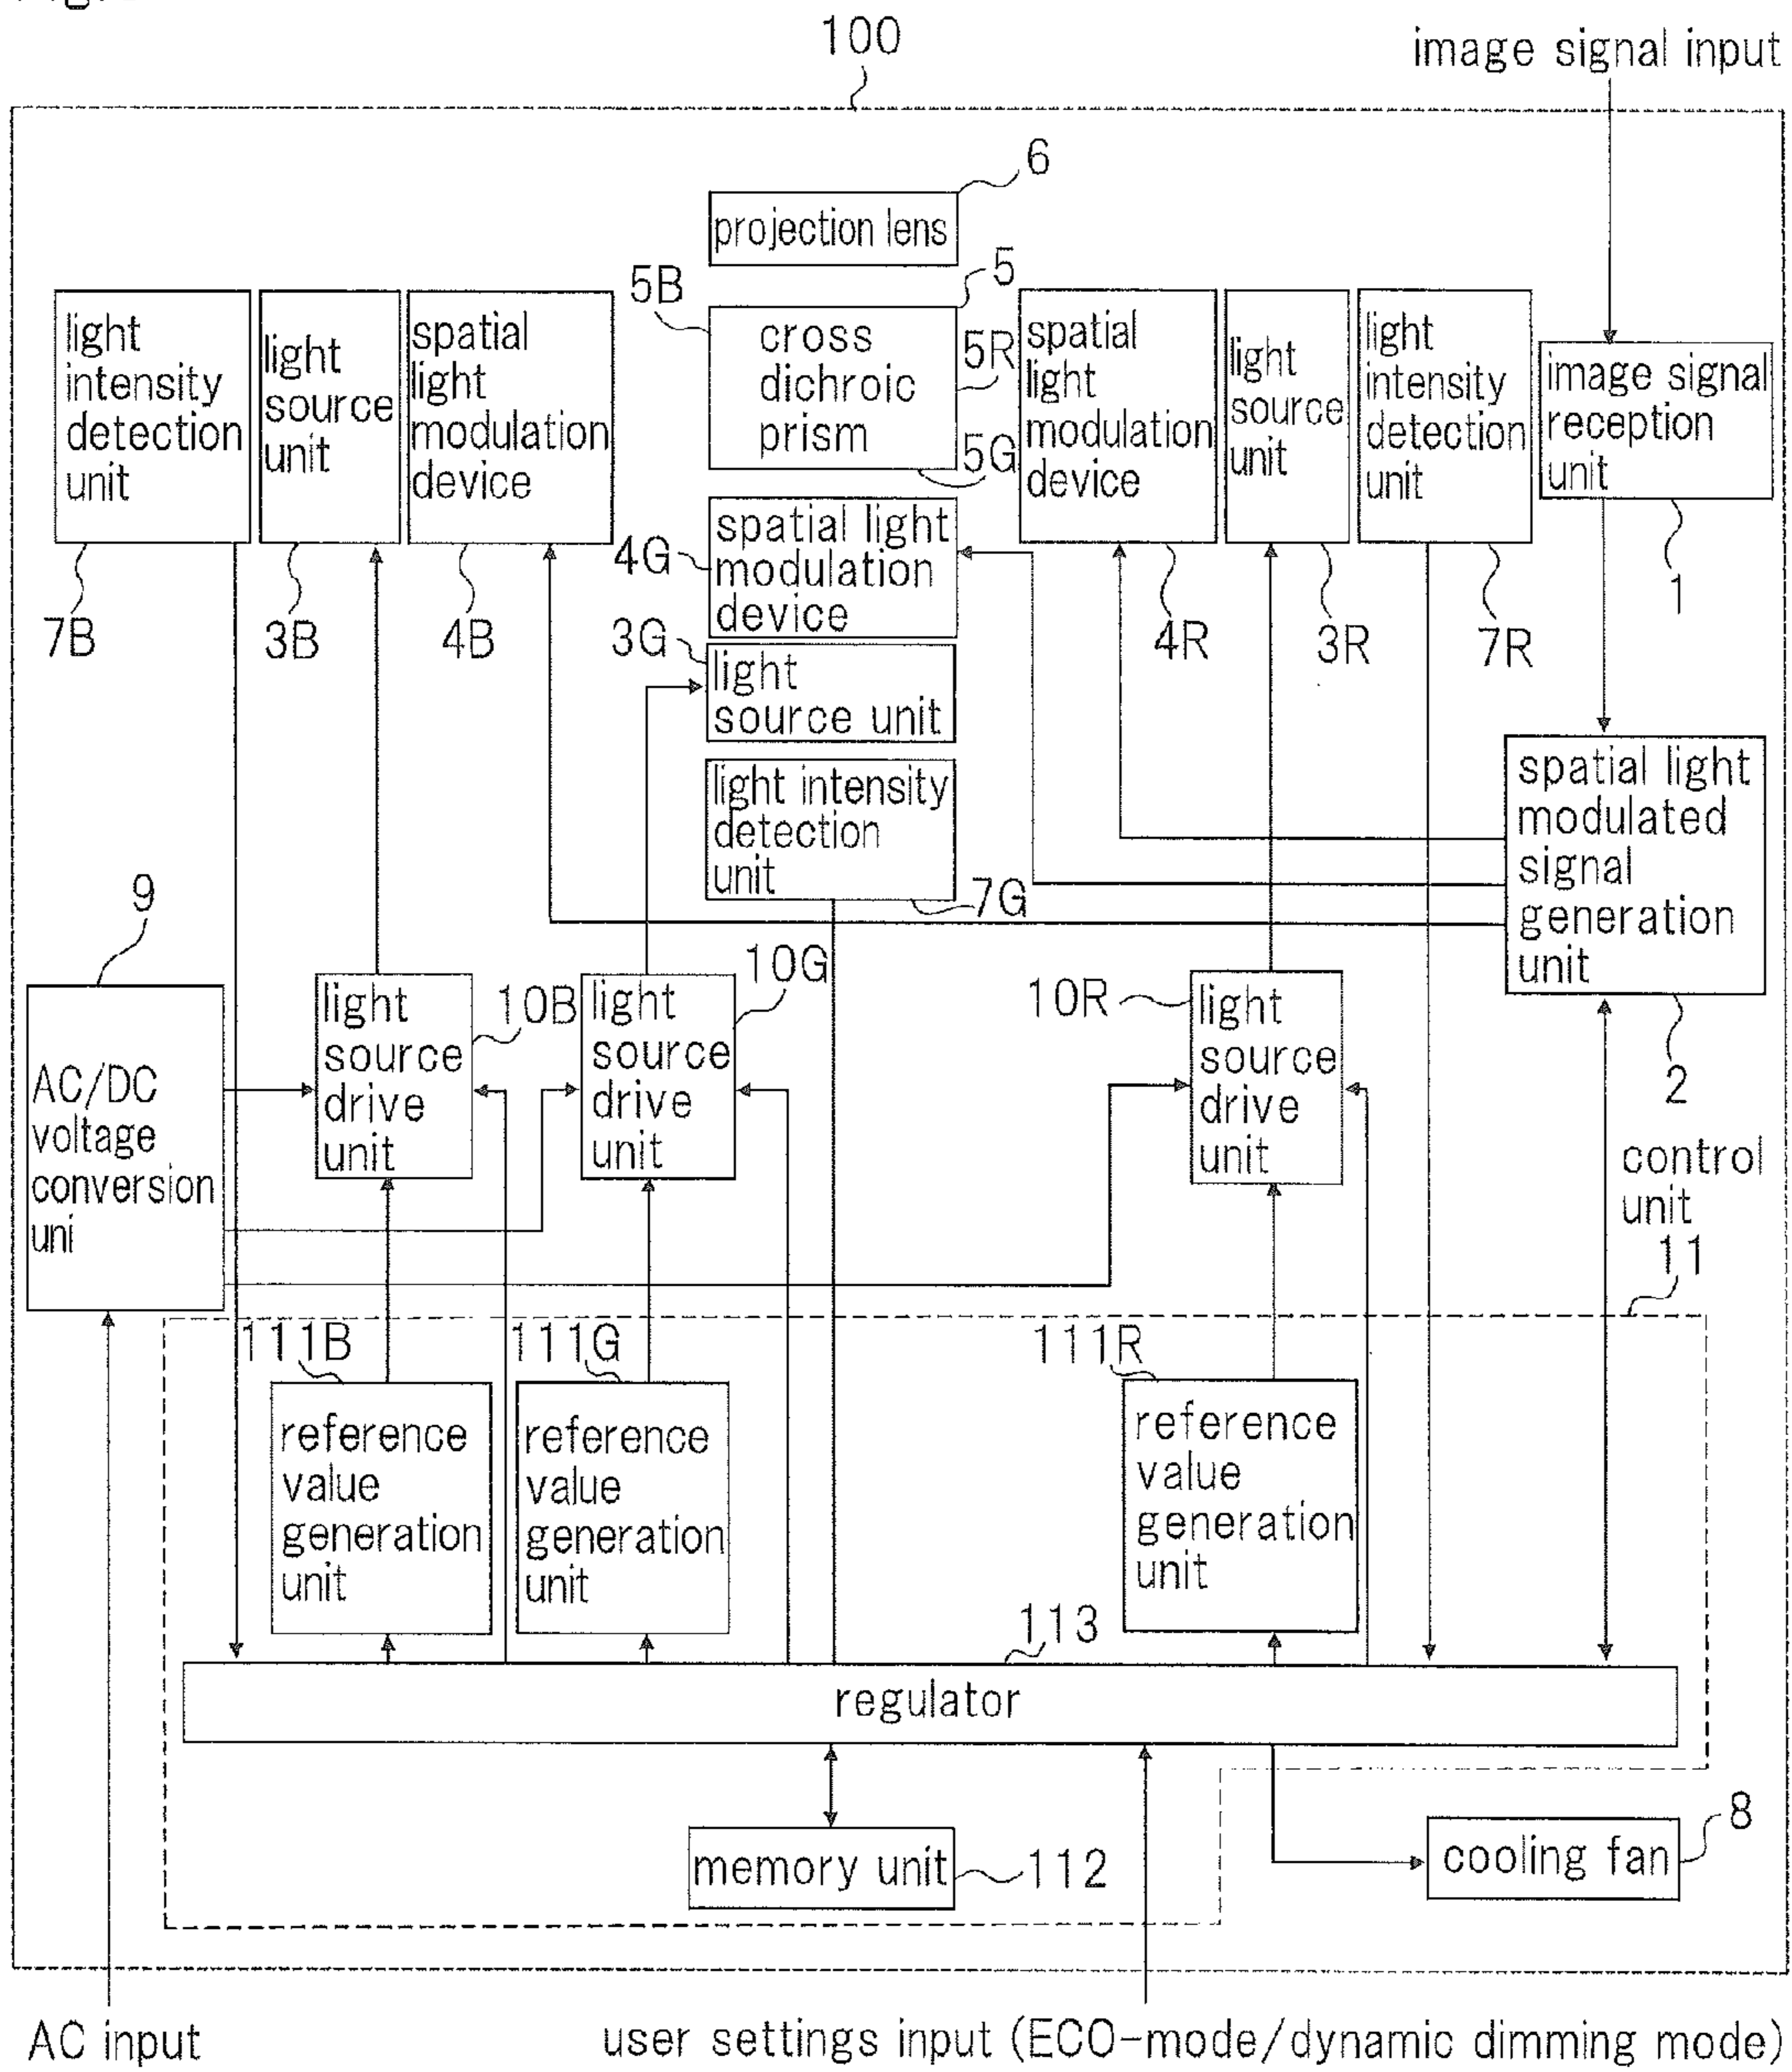 100
image signal input
6
projection lens
5B
5
5R
5G
cross
dichroic
prism
light
intensity
detection
unit
light
source
unit
spatial
light
modulation
device
spatial
light
modulation
device
light
source
unit
light
intensity
detection
unit
image signal
reception
unit
7B
3B
4B
4G
spatial light
modulation
device
4R
3R
7R
1
3G
light
source unit
light intensity
detection
unit
7G
spatial light
modulated
signal
generation
unit
2
9
AC/DC
voltage
conversion
uni
light
source
drive
unit
10B
light
source
drive
unit
10G
10R
light
source
drive
unit
control
unit
11
111B
111G
111R
reference
value
generation
unit
reference
value
generation
unit
reference
value
generation
unit
113
regulator
memory unit
112
cooling fan
8
AC input
user settings input (ECO-mode/dynamic dimming mode)